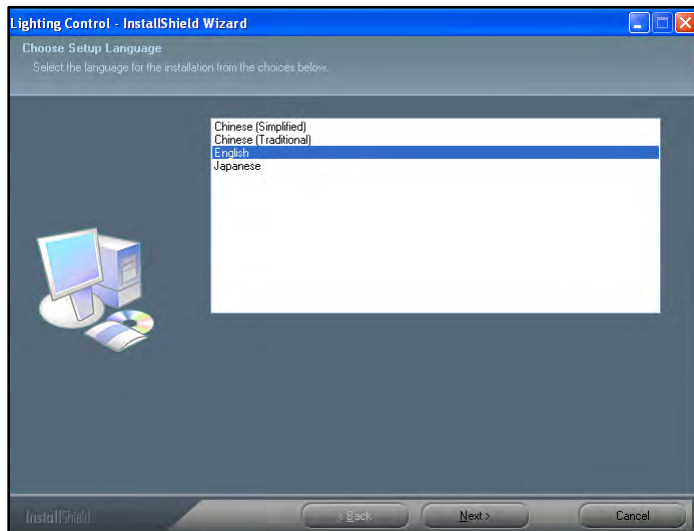 Lighting Control - InstallShield Wizard
Choose Setup Language
Select the language for the installation from the choices below.
Chinese (Simplified)
Chinese (Traditional)
English
Japanese
InstallShield
< Back
Next >
Cancel